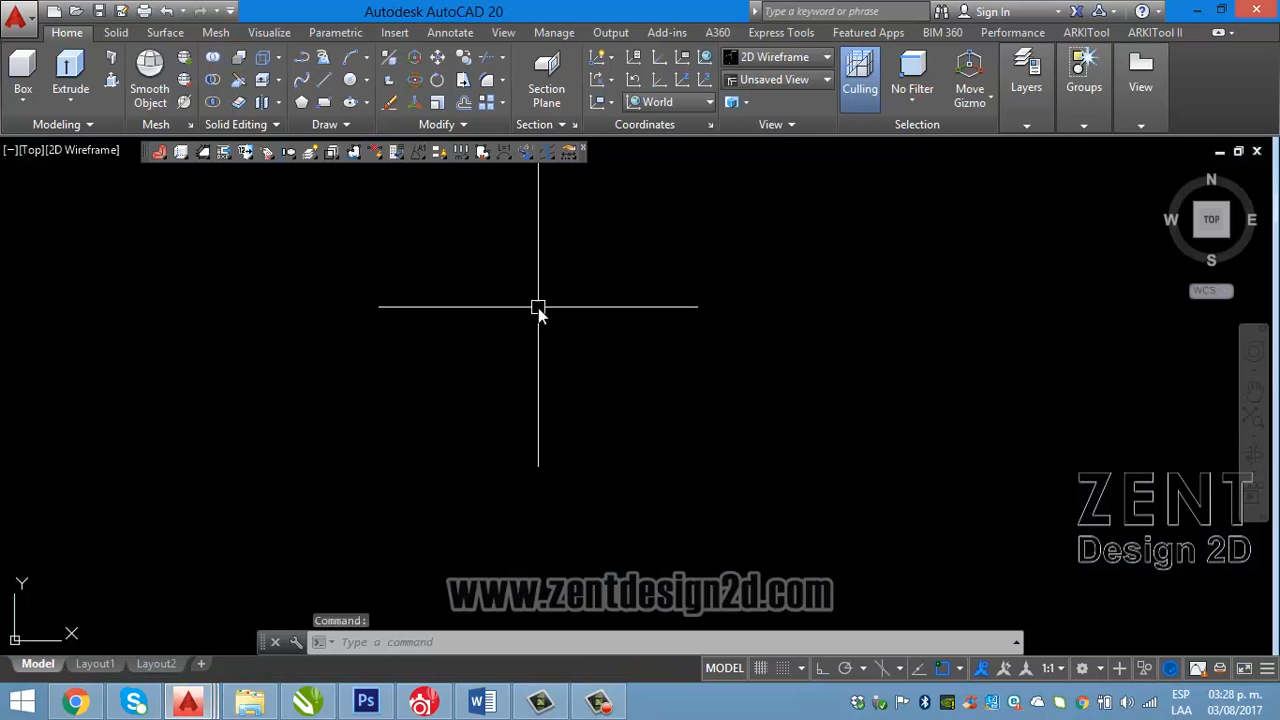 Autodesk AutoCAD 20
Type a keyword or phrase
Sign In
Home Solid Surface Mesh Visualize Parametric Insert Annotate View Manage Output Add-ins A360 Express Tools Featured Apps BIM 360 Performance ARKITool ARKITool II
2D Wireframe
Unsaved View
World
Box Extrude Smooth Object Section Plane Culling No Filter Move Gizmo Layers Groups View
Modeling Mesh Solid Editing Draw Modify Section Coordinates View Selection
[−][Top][2D Wireframe]
N
W TOP E
S
WCS
ZENT
Design 2D
www.zentdesign2d.com
Y
X
Command:
Type a command
Model Layout1 Layout2 +
MODEL 1:1
ESP 03:28 p. m.
LAA 03/08/2017